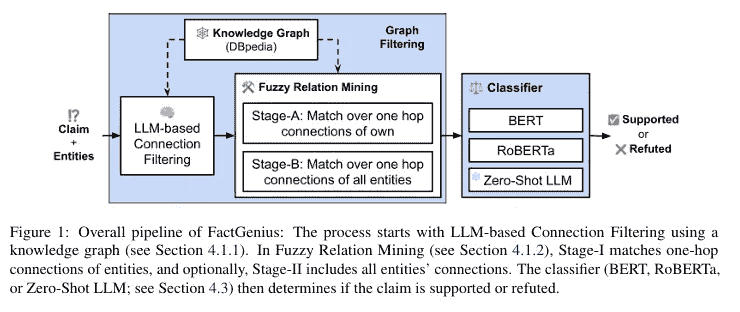 Knowledge Graph
(DBpedia)
Graph
Filtering
Claim
+
Entities
LLM-based
Connection
Filtering
Fuzzy Relation Mining
Stage-A: Match over one hop
connections of own
Stage-B: Match over one hop
connections of all entities
Classifier
BERT
RoBERTa
Zero-Shot LLM
Supported
or
Refuted
Figure 1: Overall pipeline of FactGenius: The process starts with LLM-based Connection Filtering using a
knowledge graph (see Section 4.1.1). In Fuzzy Relation Mining (see Section 4.1.2), Stage-I matches one-hop
connections of entities, and optionally, Stage-II includes all entities' connections. The classifier (BERT, RoBERTa,
or Zero-Shot LLM; see Section 4.3) then determines if the claim is supported or refuted.